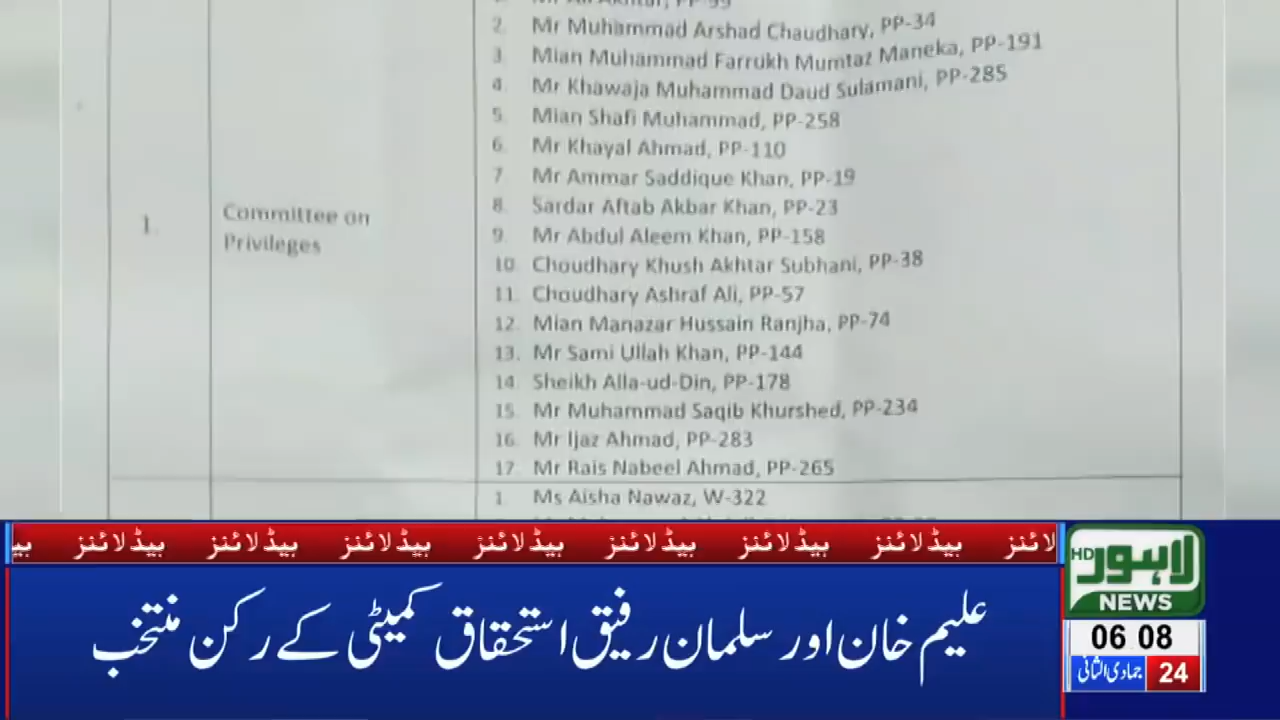 2. Mr Muhammad Arshad Chaudhary, PP-34
3. Mian Muhammad Farrukh Mumtaz Maneka, PP-191
4. Mr Khawaja Muhammad Daud Sulamani, PP-285
5. Mian Shafi Muhammad, PP-258
6. Mr Khayal Ahmad, PP-110
7. Mr Ammar Saddique Khan, PP-19
8. Sardar Aftab Akbar Khan, PP-23
1. Committee on
Privileges
9. Mr Abdul Aleem Khan, PP-158
10. Choudhary Khush Akhtar Subhani, PP-38
11. Choudhary Ashraf Ali, PP-57
12. Mian Manazar Hussain Ranjha, PP-74
13. Mr Sami Ullah Khan, PP-144
14. Sheikh Alla-ud-Din, PP-178
15. Mr Muhammad Saqib Khurshed, PP-234
16. Mr Ijaz Ahmad, PP-283
17. Mr Rais Nabeel Ahmad, PP-265
1. Ms Aisha Nawaz, W-322
ہیڈلائنز ہیڈلائنز ہیڈلائنز ہیڈلائنز ہیڈلائنز ہیڈلائنز ہیڈلائنز
علیم خان اور سلمان رفیق استحقاق کمیٹی کے رکن منتخب
لاہور HD
NEWS
06 08
24 جمادی الثانی